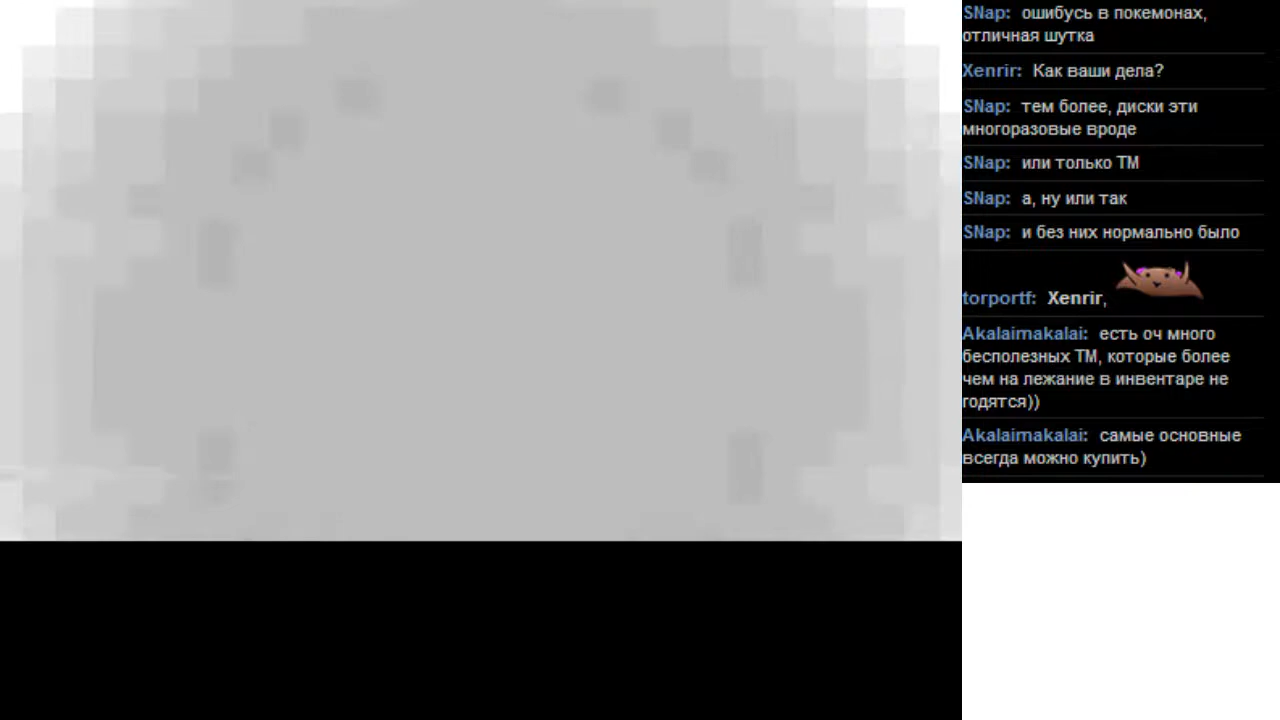 SNap: ошибусь в покемонах,
отличная шутка
Xenrir: Как ваши дела?
SNap: тем более, диски эти
многоразовые вроде
SNap: или только ТМ
SNap: а, ну или так
SNap: и без них нормально было
torportf: Xenrir,
Akalaimakalai: есть оч много
бесполезных ТМ, которые более
чем на лежание в инвентаре не
годятся))
Akalaimakalai: самые основные
всегда можно купить)